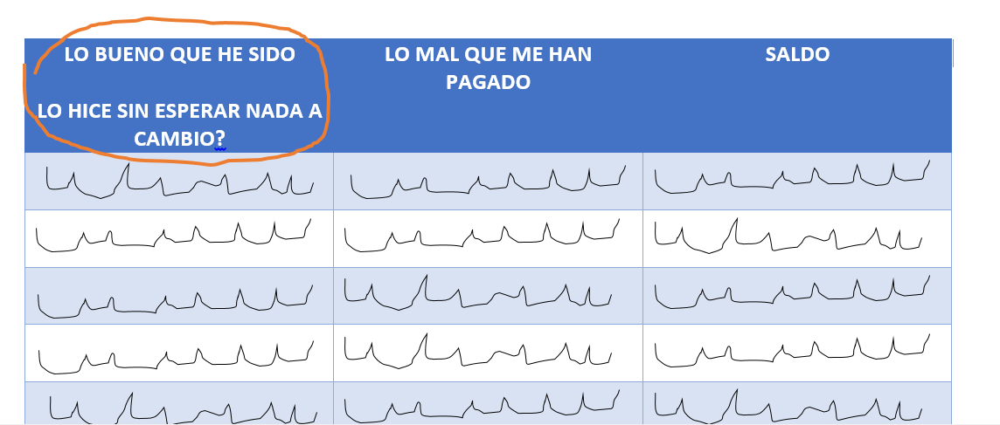 LO BUENO QUE HE SIDO
LO HICE SIN ESPERAR NADA A
CAMBIO?
LO MAL QUE ME HAN
PAGADO
SALDO